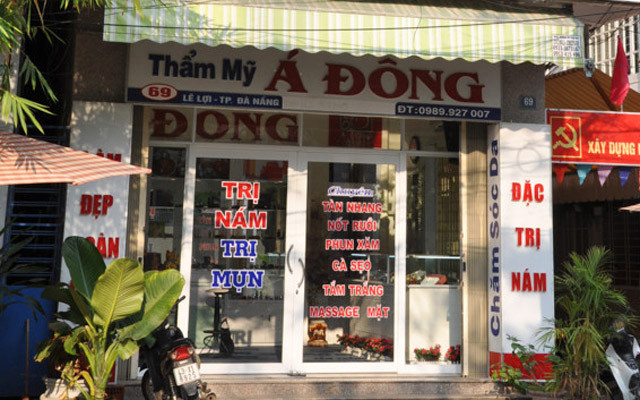 Thẩm Mỹ Á ĐÔNG
69 LÊ LỢI - TP. ĐÀ NẴNG
ĐT: 0989.927 007
69
ĐÔNG
TRỊ
NÁM
TRỊ
MỤN
TÀN NHANG
NỐT RUỒI
PHUN XĂM
CÀ SẸO
TẮM TRẮNG
MASSAGE MẶT
ĐẸP
Chăm Sóc Da
ĐẶC
TRỊ
NÁM
XÂY DỰNG